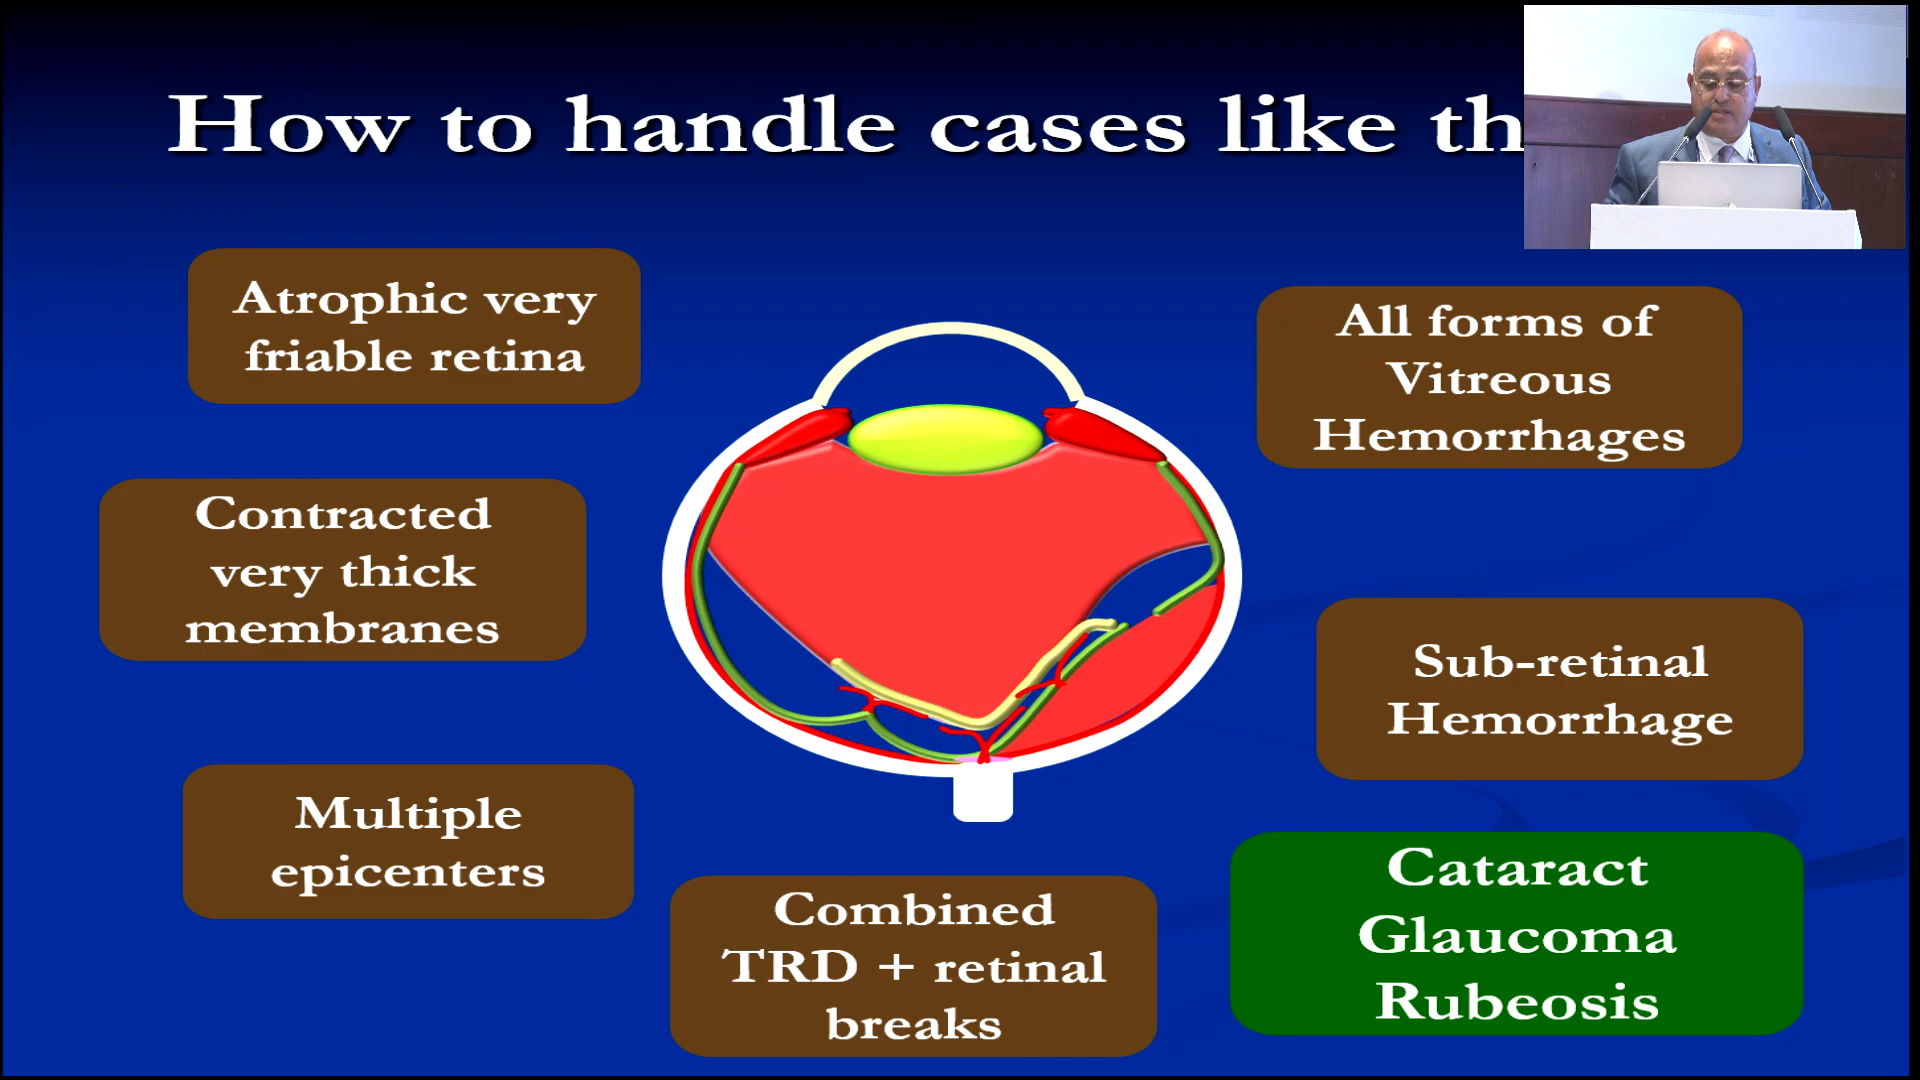 How to handle cases like th
Atrophic very
friable retina
All forms of
Vitreous
Hemorrhages
Contracted
very thick
membranes
Sub-retinal
Hemorrhage
Multiple
epicenters
Combined
TRD + retinal
breaks
Cataract
Glaucoma
Rubeosis